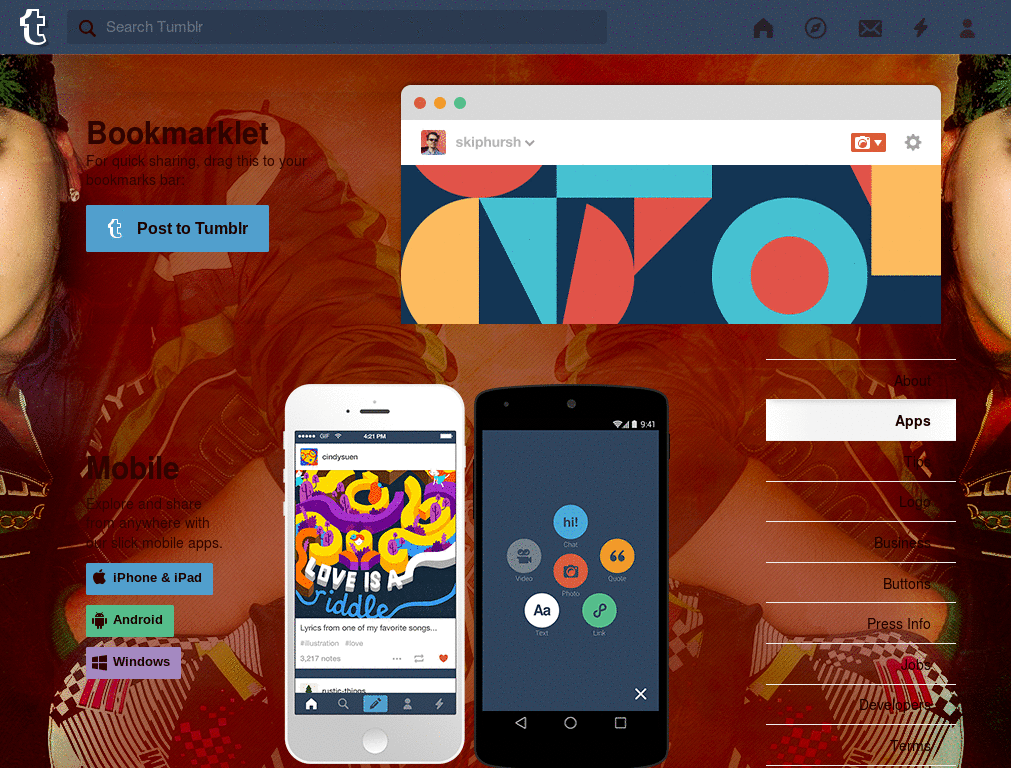 Search Tumblr
Bookmarklet
For quick sharing, drag this to your
bookmarks bar:
Post to Tumblr
skiphursh
Mobile
Explore and share
from anywhere with
our slick mobile apps.
iPhone & iPad
Android
Windows
GIF 4:21 PM
cindysuen
LOVE IS A
riddle
Lyrics from one of my favorite songs...
#illustration #love
3,217 notes
rustic-things
9:41
hi!
Chat
Video
Quote
Photo
Aa
Text
Link
About
Apps
Logo
Business
Buttons
Press Info
Jobs
Developers
Terms